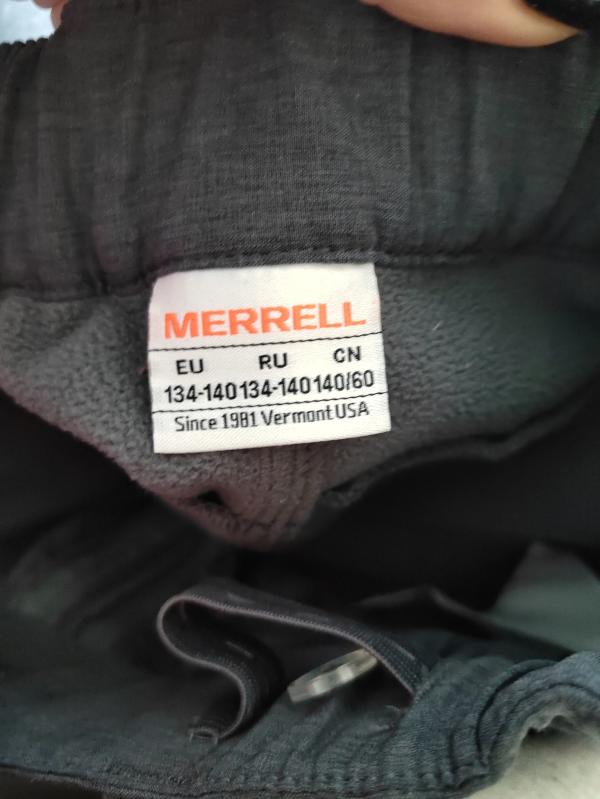 MERRELL
EU RU CN
134-140 134-140 140/60
Since 1981 Vermont USA